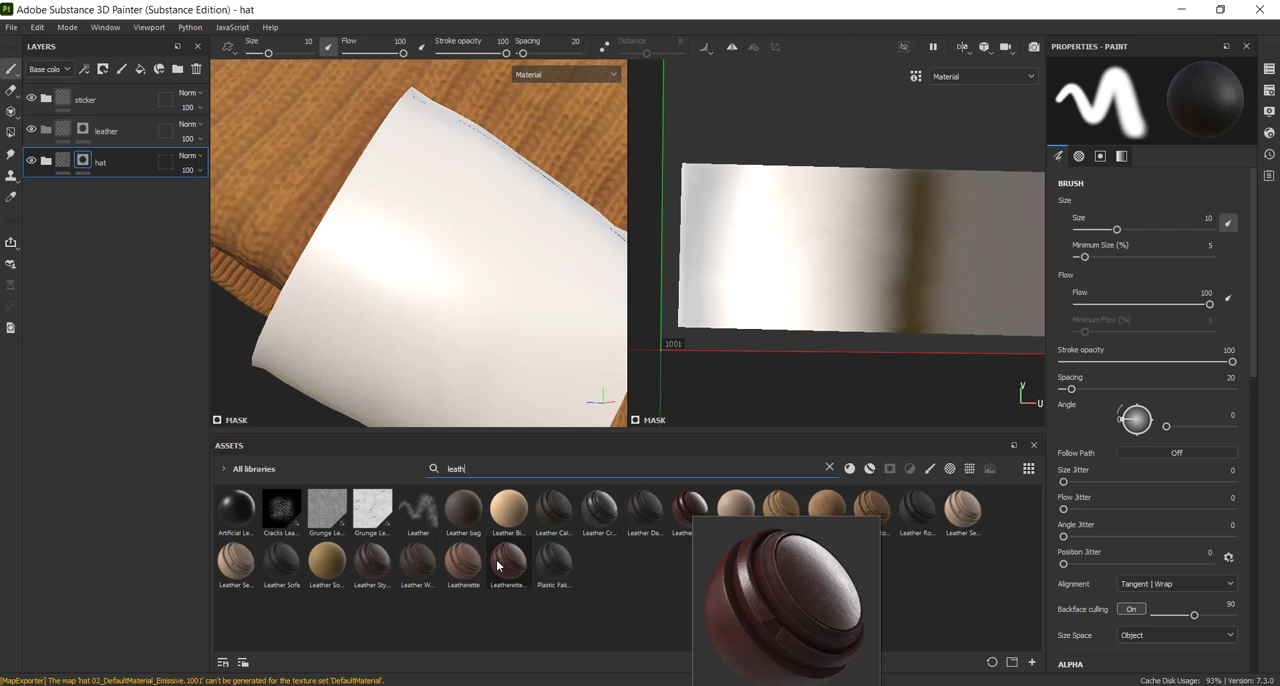 Pt Adobe Substance 3D Painter (Substance Edition) - hat
File Edit Mode Window Viewport Python JavaScript Help
LAYERS
Base colo
sticker Norm 100
leather Norm 100
hat Norm 100
Size 10 Flow 100 Stroke opacity 100 Spacing 20 Distance 8
Material
Material
1001
V
U
MASK
MASK
ASSETS
All libraries
leath
Artificial Le... Cracks Lea... Grunge Le... Grunge Le... Leather Leather bag Leather Bi... Leather Cal... Leather Cr... Leather Da... Leather Ro... Leather Se...
Leather Se... Leather Sofa Leather So... Leather Sty... Leather W... Leatherette Leatherette... Plastic Fak...
PROPERTIES - PAINT
BRUSH
Size
Size 10
Minimum Size (%) 5
Flow
Flow 100
Minimum Flow (%) 5
Stroke opacity 100
Spacing 20
Angle 0
Follow Path Off
Size Jitter 0
Flow Jitter 0
Angle Jitter 0
Position Jitter 0
Alignment Tangent | Wrap
Backface culling On 90
Size Space Object
ALPHA
[MapExporter] The map 'hat 02_DefaultMaterial_Emissive.1001' can't be generated for the texture set 'DefaultMaterial'.
Cache Disk Usage: 93% | Version: 7.3.0